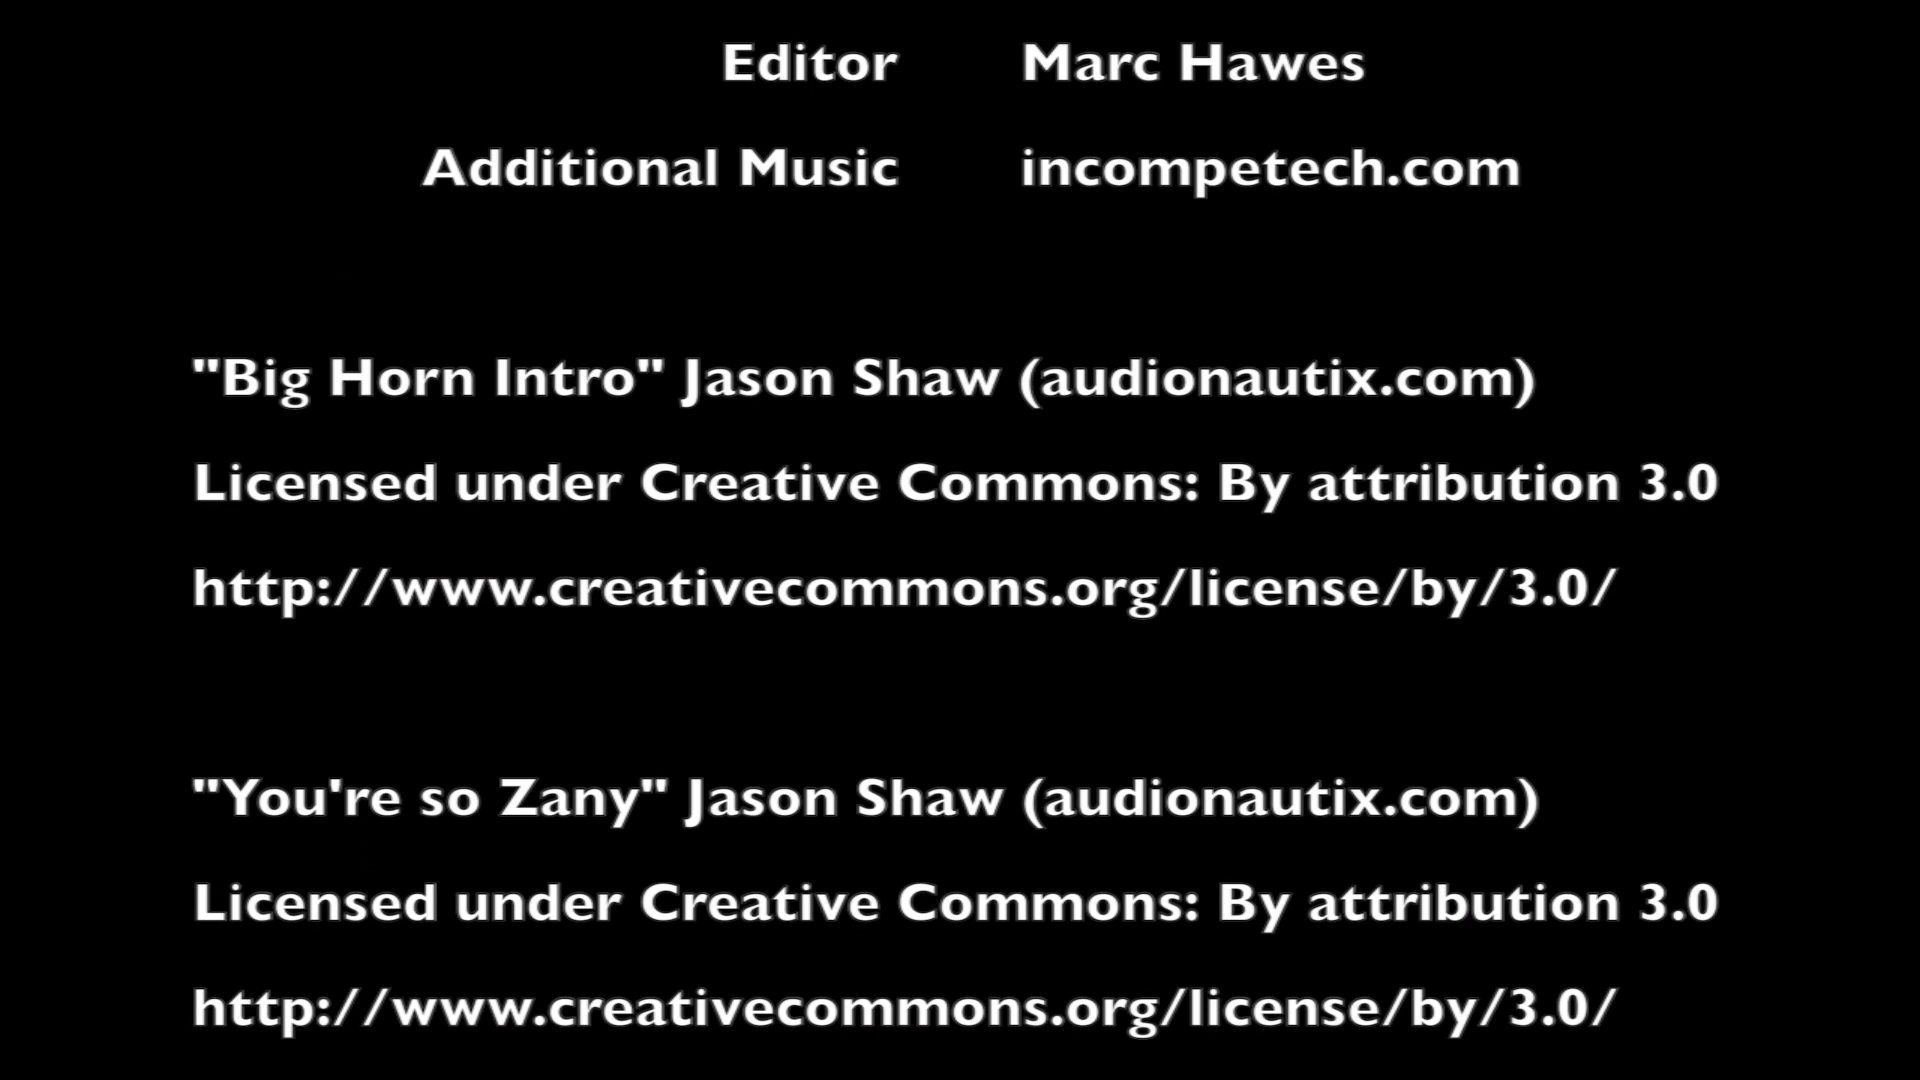 Editor Marc Hawes
Additional Music incompetech.com
"Big Horn Intro" Jason Shaw (audionautix.com)
Licensed under Creative Commons: By attribution 3.0
http://www.creativecommons.org/license/by/3.0/
"You're so Zany" Jason Shaw (audionautix.com)
Licensed under Creative Commons: By attribution 3.0
http://www.creativecommons.org/license/by/3.0/